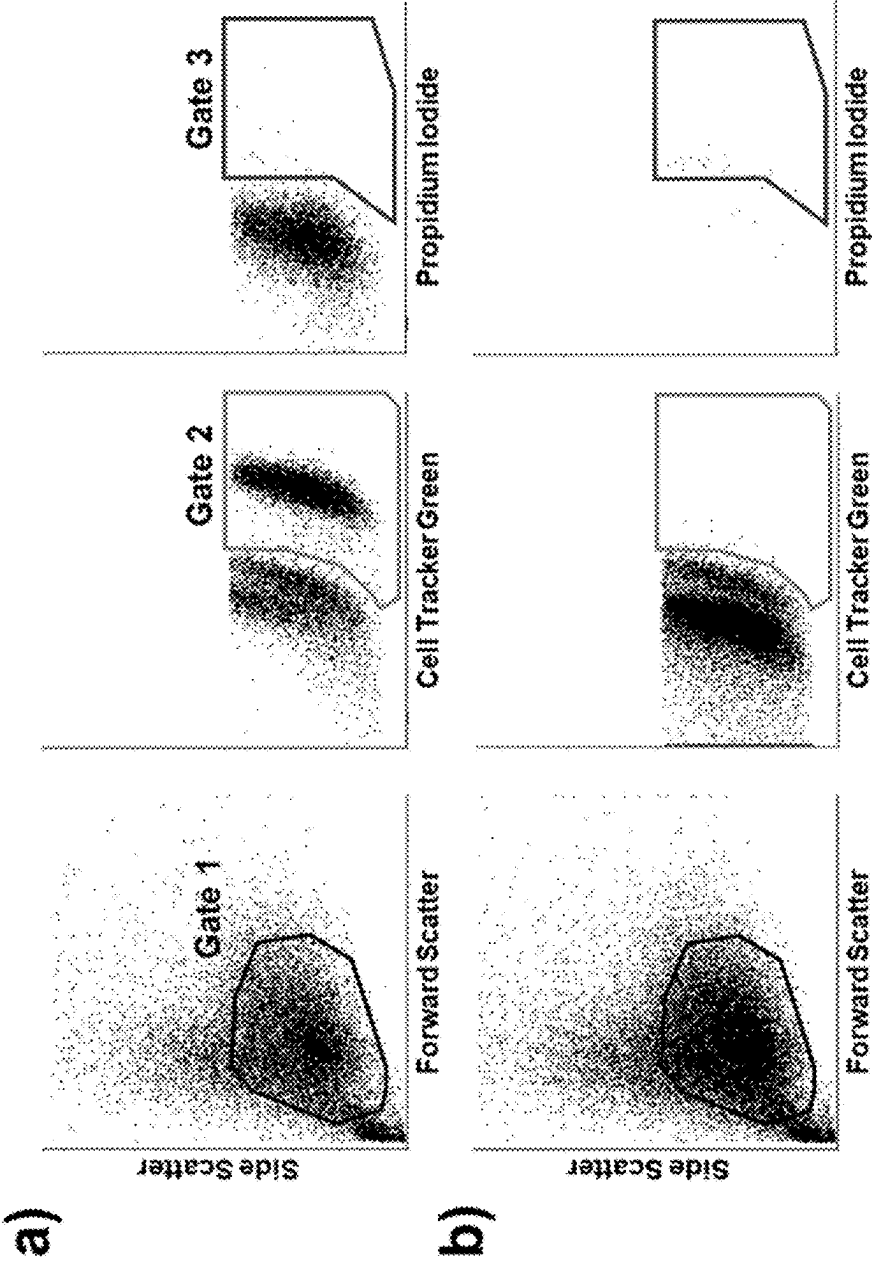 a)
Side Scatter
Gate 1
Forward Scatter
Gate 2
Cell Tracker Green
Gate 3
Propidium Iodide
b)
Side Scatter
Forward Scatter
Cell Tracker Green
Propidium Iodide